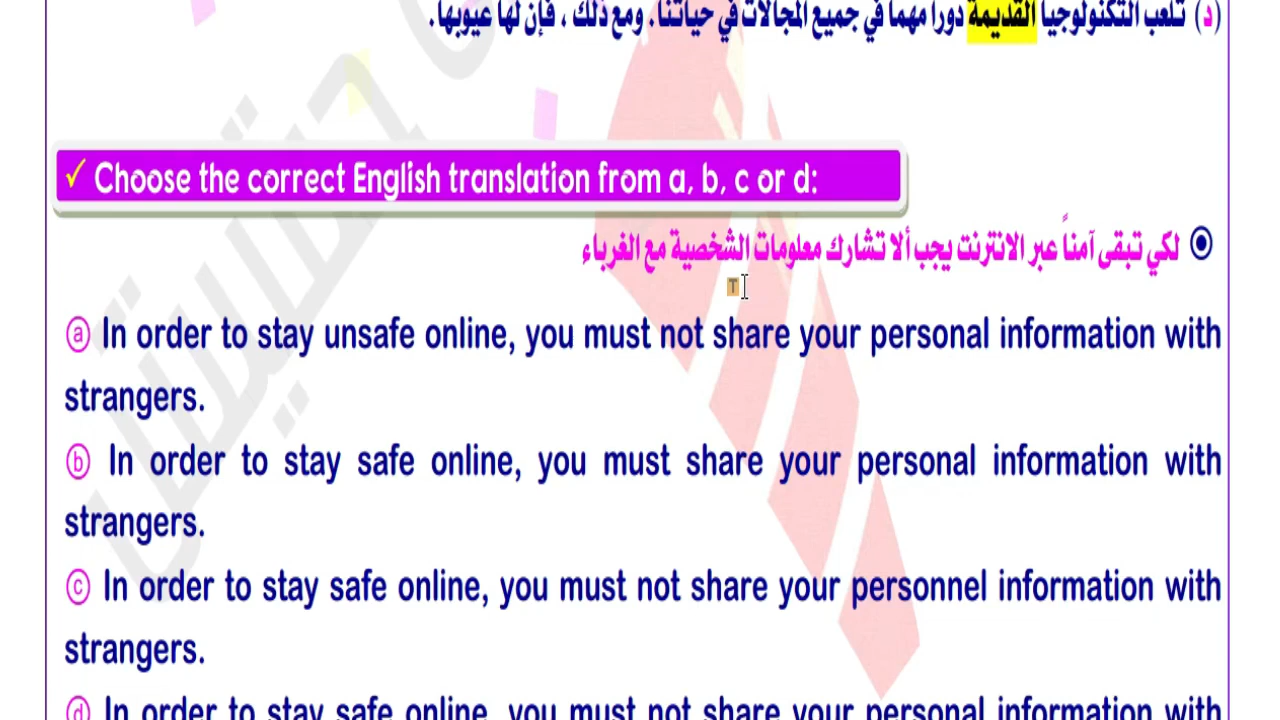 (د) تلعب التكنولوجيا القديمة دورا مهما في جميع المجالات في حياتنا. ومع ذلك ، فإن لها عيوبها.
✓ Choose the correct English translation from a, b, c or d:
لكي تبقى آمناً عبر الانترنت يجب ألا تشارك معلومات الشخصية مع الغرباء
ⓐ In order to stay unsafe online, you must not share your personal information with
strangers.
ⓑ In order to stay safe online, you must share your personal information with
strangers.
ⓒ In order to stay safe online, you must not share your personnel information with
strangers.
ⓓ In order to stay safe online, you must not share your personal information with